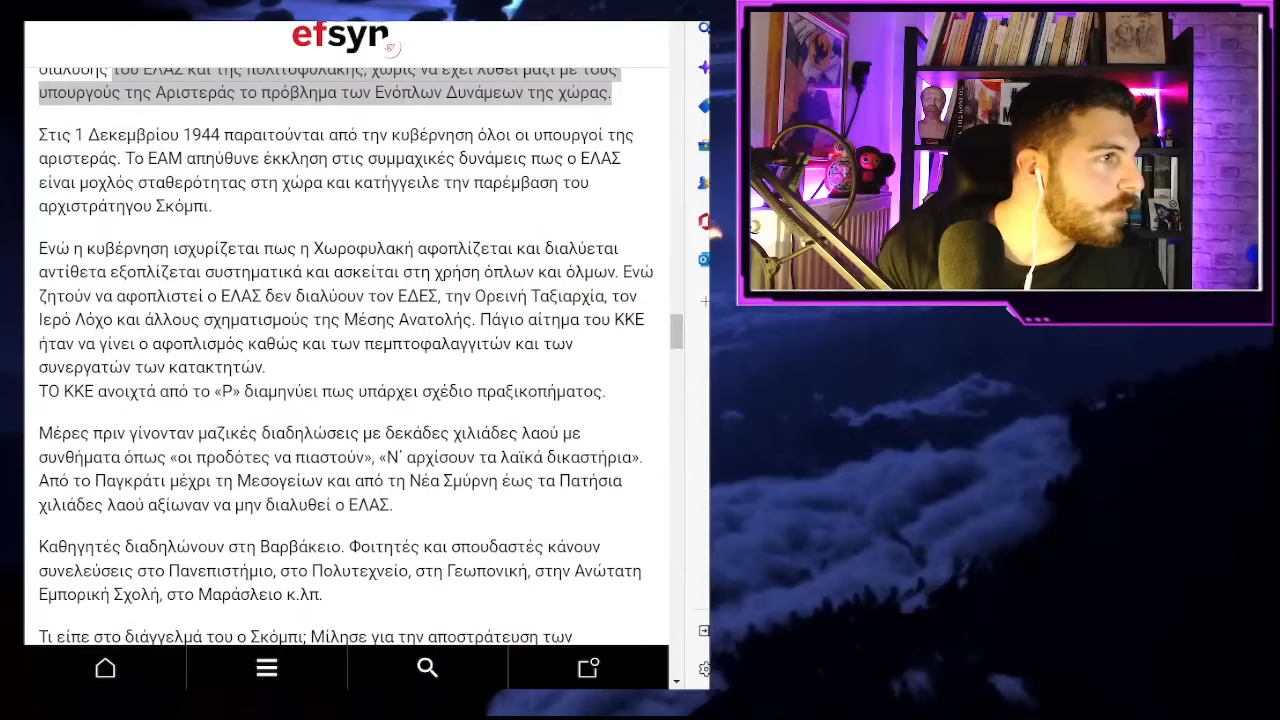 efsyn
.gr
διάλυσης του ΕΛΑΣ και της πολιτοφυλακής, χωρίς να έχει λυθεί μαζί με τους
υπουργούς της Αριστεράς το πρόβλημα των Ενόπλων Δυνάμεων της χώρας.
Στις 1 Δεκεμβρίου 1944 παραιτούνται από την κυβέρνηση όλοι οι υπουργοί της
αριστεράς. Το ΕΑΜ απηύθυνε έκκληση στις συμμαχικές δυνάμεις πως ο ΕΛΑΣ
είναι μοχλός σταθερότητας στη χώρα και κατήγγειλε την παρέμβαση του
αρχιστράτηγου Σκόμπι.
Ενώ η κυβέρνηση ισχυρίζεται πως η Χωροφυλακή αφοπλίζεται και διαλύεται
αντίθετα εξοπλίζεται συστηματικά και ασκείται στη χρήση όπλων και όλμων. Ενώ
ζητούν να αφοπλιστεί ο ΕΛΑΣ δεν διαλύουν τον ΕΔΕΣ, την Ορεινή Ταξιαρχία, τον
Ιερό Λόχο και άλλους σχηματισμούς της Μέσης Ανατολής. Πάγιο αίτημα του ΚΚΕ
ήταν να γίνει ο αφοπλισμός καθώς και των πεμπτοφαλαγγιτών και των
συνεργατών των κατακτητών.
ΤΟ ΚΚΕ ανοιχτά από το «Ρ» διαμηνύει πως υπάρχει σχέδιο πραξικοπήματος.
Μέρες πριν γίνονταν μαζικές διαδηλώσεις με δεκάδες χιλιάδες λαού με
συνθήματα όπως «οι προδότες να πιαστούν», «Ν΄ αρχίσουν τα λαϊκά δικαστήρια».
Από το Παγκράτι μέχρι τη Μεσογείων και από τη Νέα Σμύρνη έως τα Πατήσια
χιλιάδες λαού αξίωναν να μην διαλυθεί ο ΕΛΑΣ.
Καθηγητές διαδηλώνουν στη Βαρβάκειο. Φοιτητές και σπουδαστές κάνουν
συνελεύσεις στο Πανεπιστήμιο, στο Πολυτεχνείο, στη Γεωπονική, στην Ανώτατη
Εμπορική Σχολή, στο Μαράσλειο κ.λπ.
Τι είπε στο διάγγελμά του ο Σκόμπι; Μίλησε για την αποστράτευση των